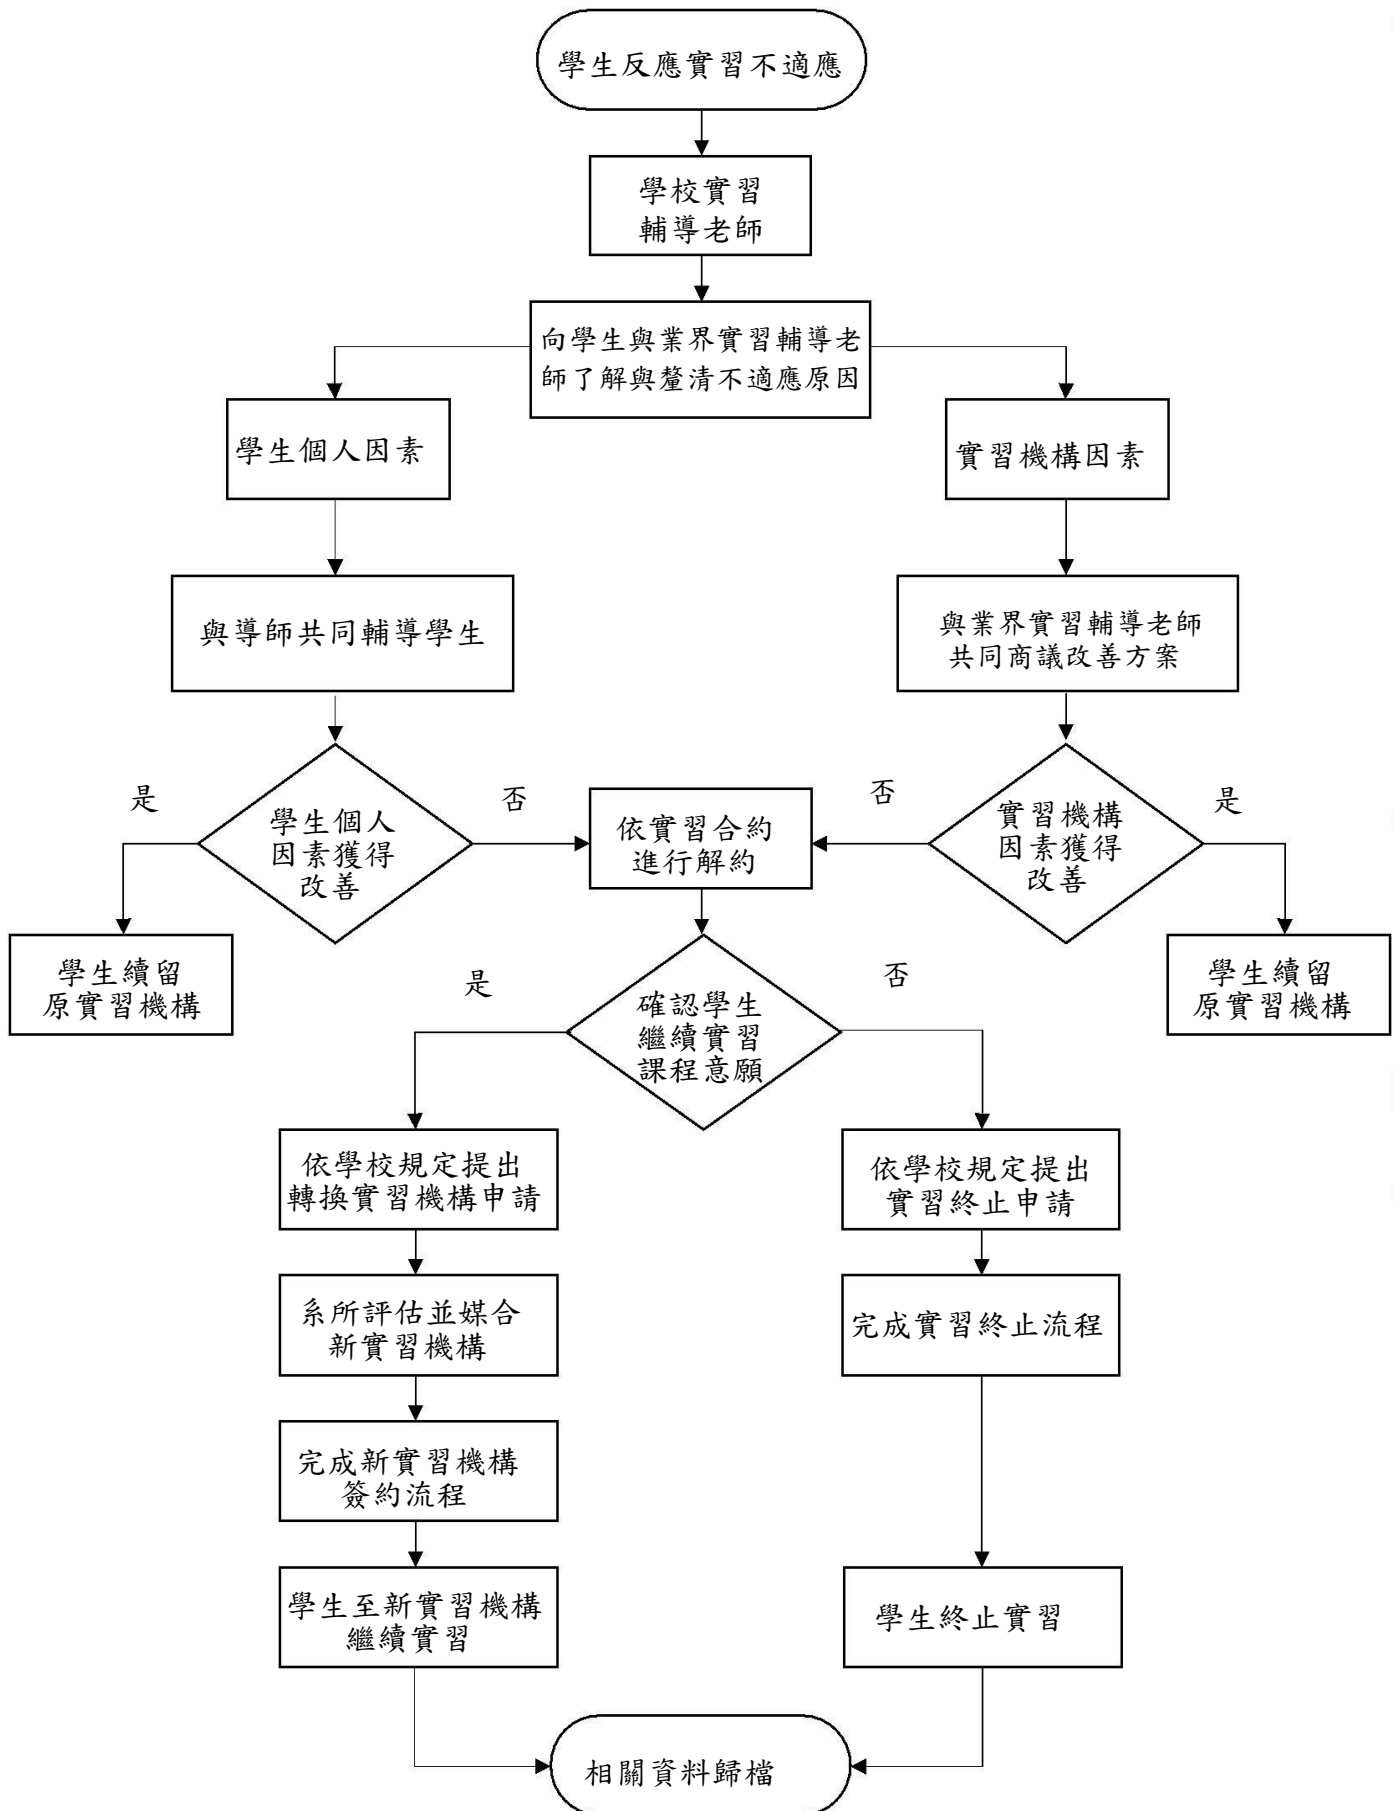 學生反應實習不適應
學校實習
輔導老師
向學生與業界實習輔導老
師了解與釐清不適應原因
學生個人因素
實習機構因素
與導師共同輔導學生
與業界實習輔導老師
共同商議改善方案
是
學生個人
因素獲得
改善
否
依實習合約
進行解約
否
實習機構
因素獲得
改善
是
學生續留
原實習機構
學生續留
原實習機構
是
確認學生
繼續實習
課程意願
否
依學校規定提出
轉換實習機構申請
依學校規定提出
實習終止申請
系所評估並媒合
新實習機構
完成實習終止流程
完成新實習機構
簽約流程
學生至新實習機構
繼續實習
學生終止實習
相關資料歸檔